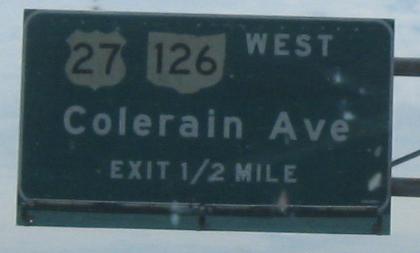 27 126 WEST
Colerain Ave
EXIT 1/2 MILE